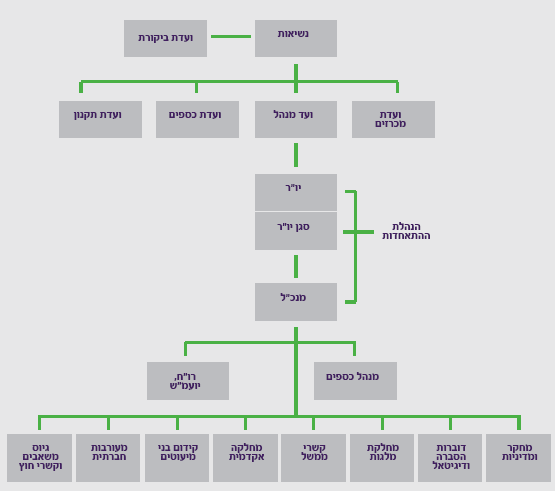 נשיאות
ועדת ביקורת
ועדת
מכרזים
ועד מנהל
ועדת כספים
ועדת תקנון
יו"ר
סגן יו"ר
הנהלת
ההתאחדות
מנכ"ל
מנהל כספים
רו"ח,
יועמ"ש
מחקר
ומדיניות
דוברות
הסברה
ודיגיטאל
מחלקת
מלגות
קשרי
ממשל
מחלקה
אקדמית
קידום בני
מיעוטים
מעורבות
חברתית
גיוס
משאבים
וקשרי חוץ